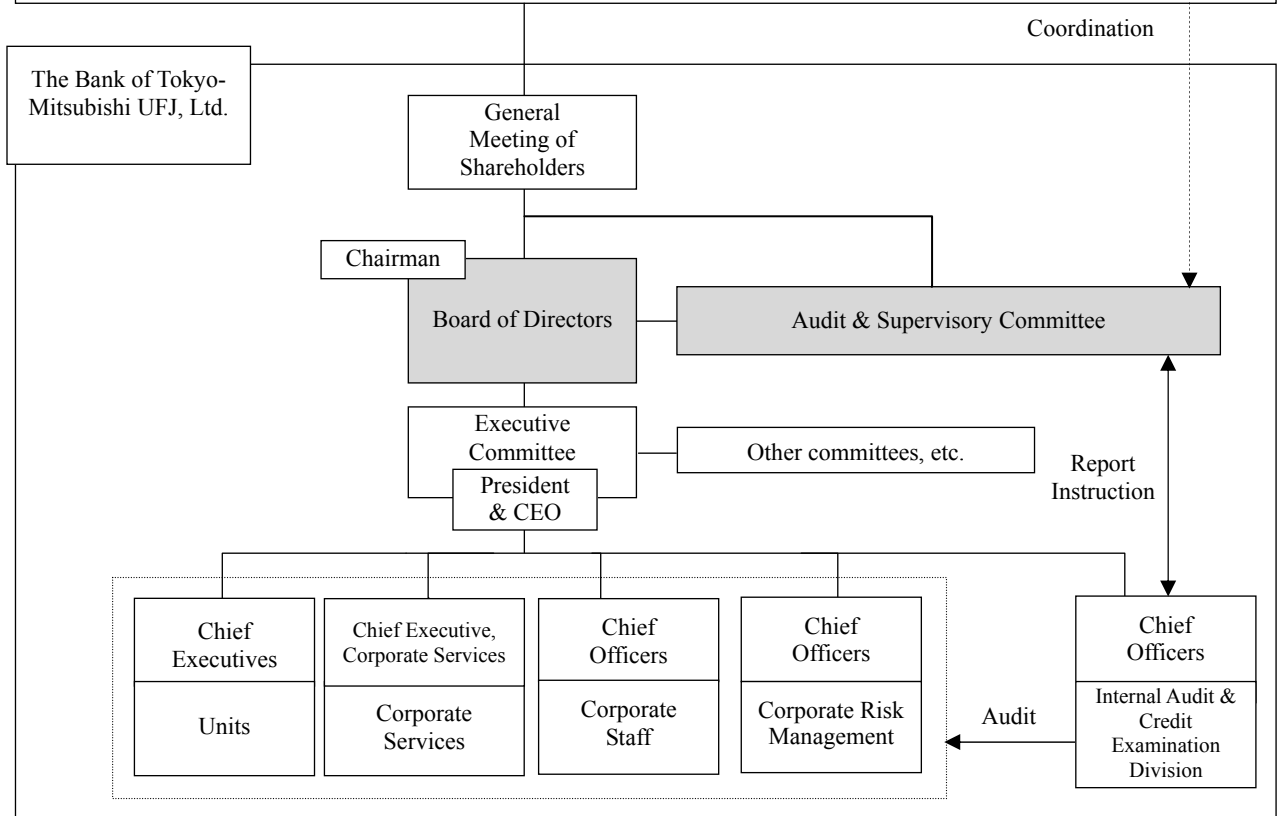 Coordination
The Bank of Tokyo-
Mitsubishi UFJ, Ltd.
General
Meeting of
Shareholders
Chairman
Board of Directors
Audit & Supervisory Committee
Executive
Committee
President
& CEO
Other committees, etc.
Report
Instruction
Chief
Executives
Units
Chief Executive,
Corporate Services
Corporate
Services
Chief
Officers
Corporate
Staff
Chief
Officers
Corporate Risk
Management
Audit
Chief
Officers
Internal Audit &
Credit
Examination
Division